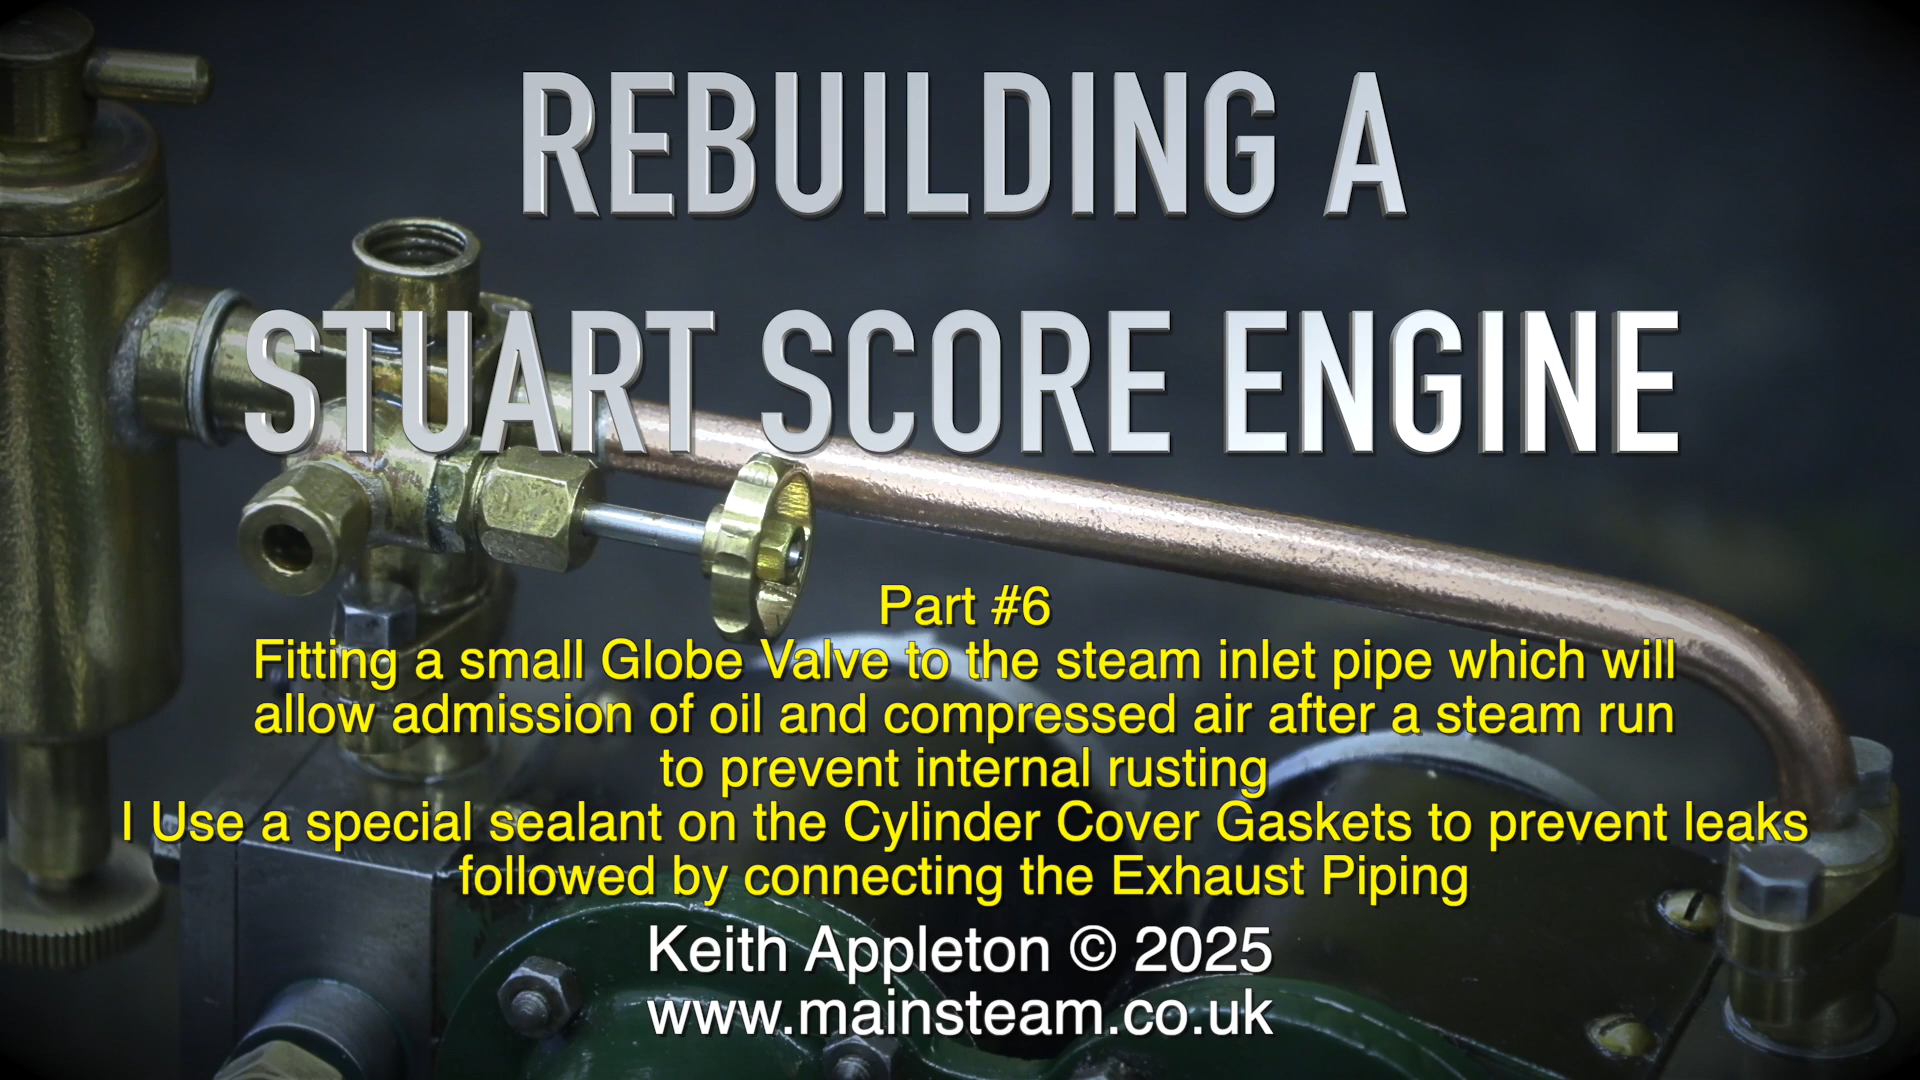 REBUILDING A
STUART SCORE ENGINE
Part #6
Fitting a small Globe Valve to the steam inlet pipe which will
allow admission of oil and compressed air after a steam run
to prevent internal rusting
I Use a special sealant on the Cylinder Cover Gaskets to prevent leaks
followed by connecting the Exhaust Piping
Keith Appleton © 2025
www.mainsteam.co.uk